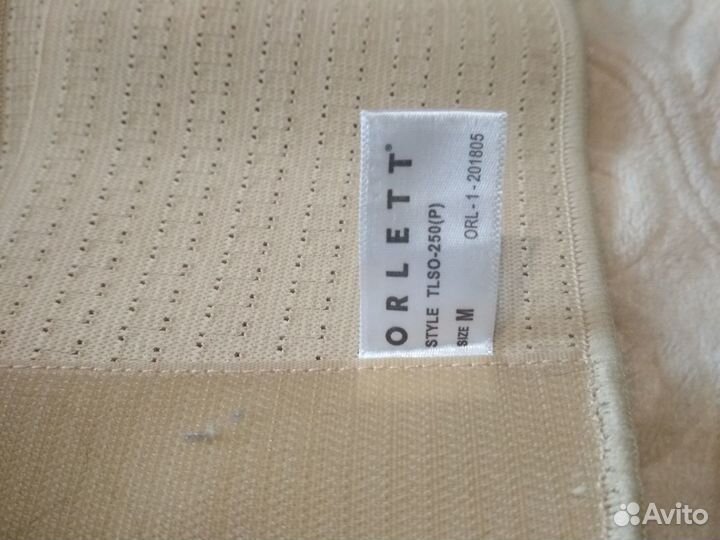 ORLETT®
STYLE TLSO-250(P)
SIZE M ORL-1-201805
Avito